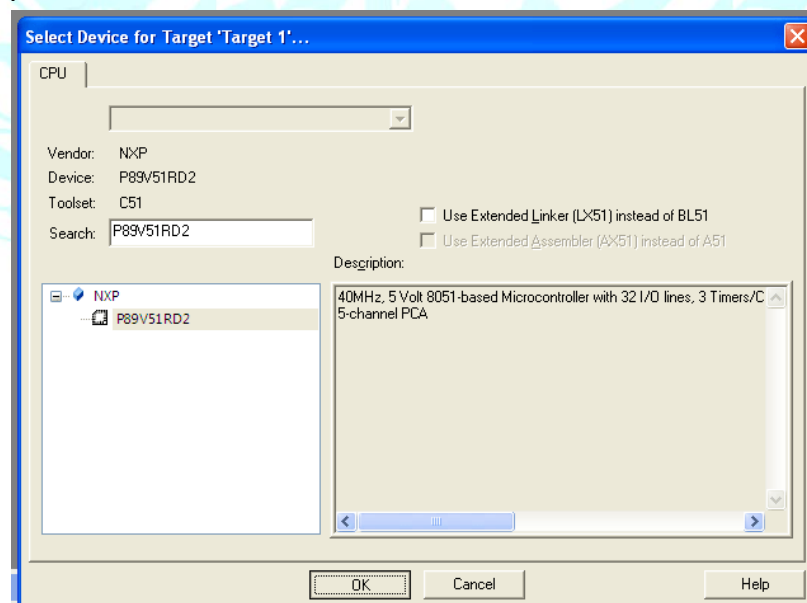 Select Device for Target 'Target 1'...
CPU
Vendor: NXP
Device: P89V51RD2
Toolset: C51
Search: P89V51RD2
Use Extended Linker (LX51) instead of BL51
Use Extended Assembler (AX51) instead of A51
Description:
NXP
P89V51RD2
40MHz, 5 Volt 8051-based Microcontroller with 32 I/O lines, 3 Timers/C
5-channel PCA
OK Cancel Help